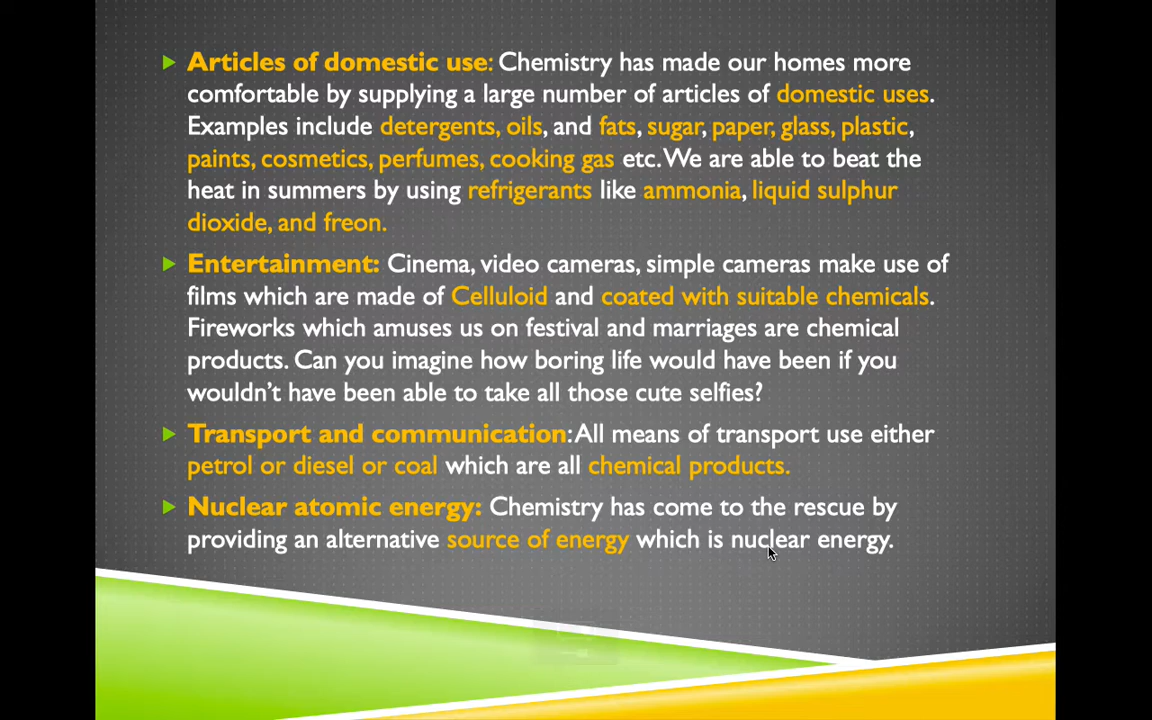 Articles of domestic use: Chemistry has made our homes more
comfortable by supplying a large number of articles of domestic uses.
Examples include detergents, oils, and fats, sugar, paper, glass, plastic,
paints, cosmetics, perfumes, cooking gas etc. We are able to beat the
heat in summers by using refrigerants like ammonia, liquid sulphur
dioxide, and freon.
Entertainment: Cinema, video cameras, simple cameras make use of
films which are made of Celluloid and coated with suitable chemicals.
Fireworks which amuses us on festival and marriages are chemical
products. Can you imagine how boring life would have been if you
wouldn't have been able to take all those cute selfies?
Transport and communication: All means of transport use either
petrol or diesel or coal which are all chemical products.
Nuclear atomic energy: Chemistry has come to the rescue by
providing an alternative source of energy which is nuclear energy.